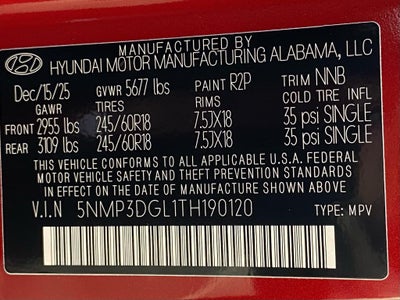 MANUFACTURED BY
HYUNDAI MOTOR MANUFACTURING ALABAMA, LLC
Dec/15/25 GVWR 5677 lbs PAINT R2P TRIM NNB
GAWR TIRES RIMS COLD TIRE INFL
FRONT 2955 lbs 245/60R18 7.5JX18 35 psi SINGLE
REAR 3109 lbs 245/60R18 7.5JX18 35 psi SINGLE
THIS VEHICLE CONFORMS TO ALL APPLICABLE U.S.A. FEDERAL
MOTOR VEHICLE SAFETY AND THEFT PREVENTION STANDARDS
IN EFFECT ON THE DATE OF MANUFACTURE SHOWN ABOVE.
V.I.N 5NMP3DGL1TH190120 TYPE: MPV